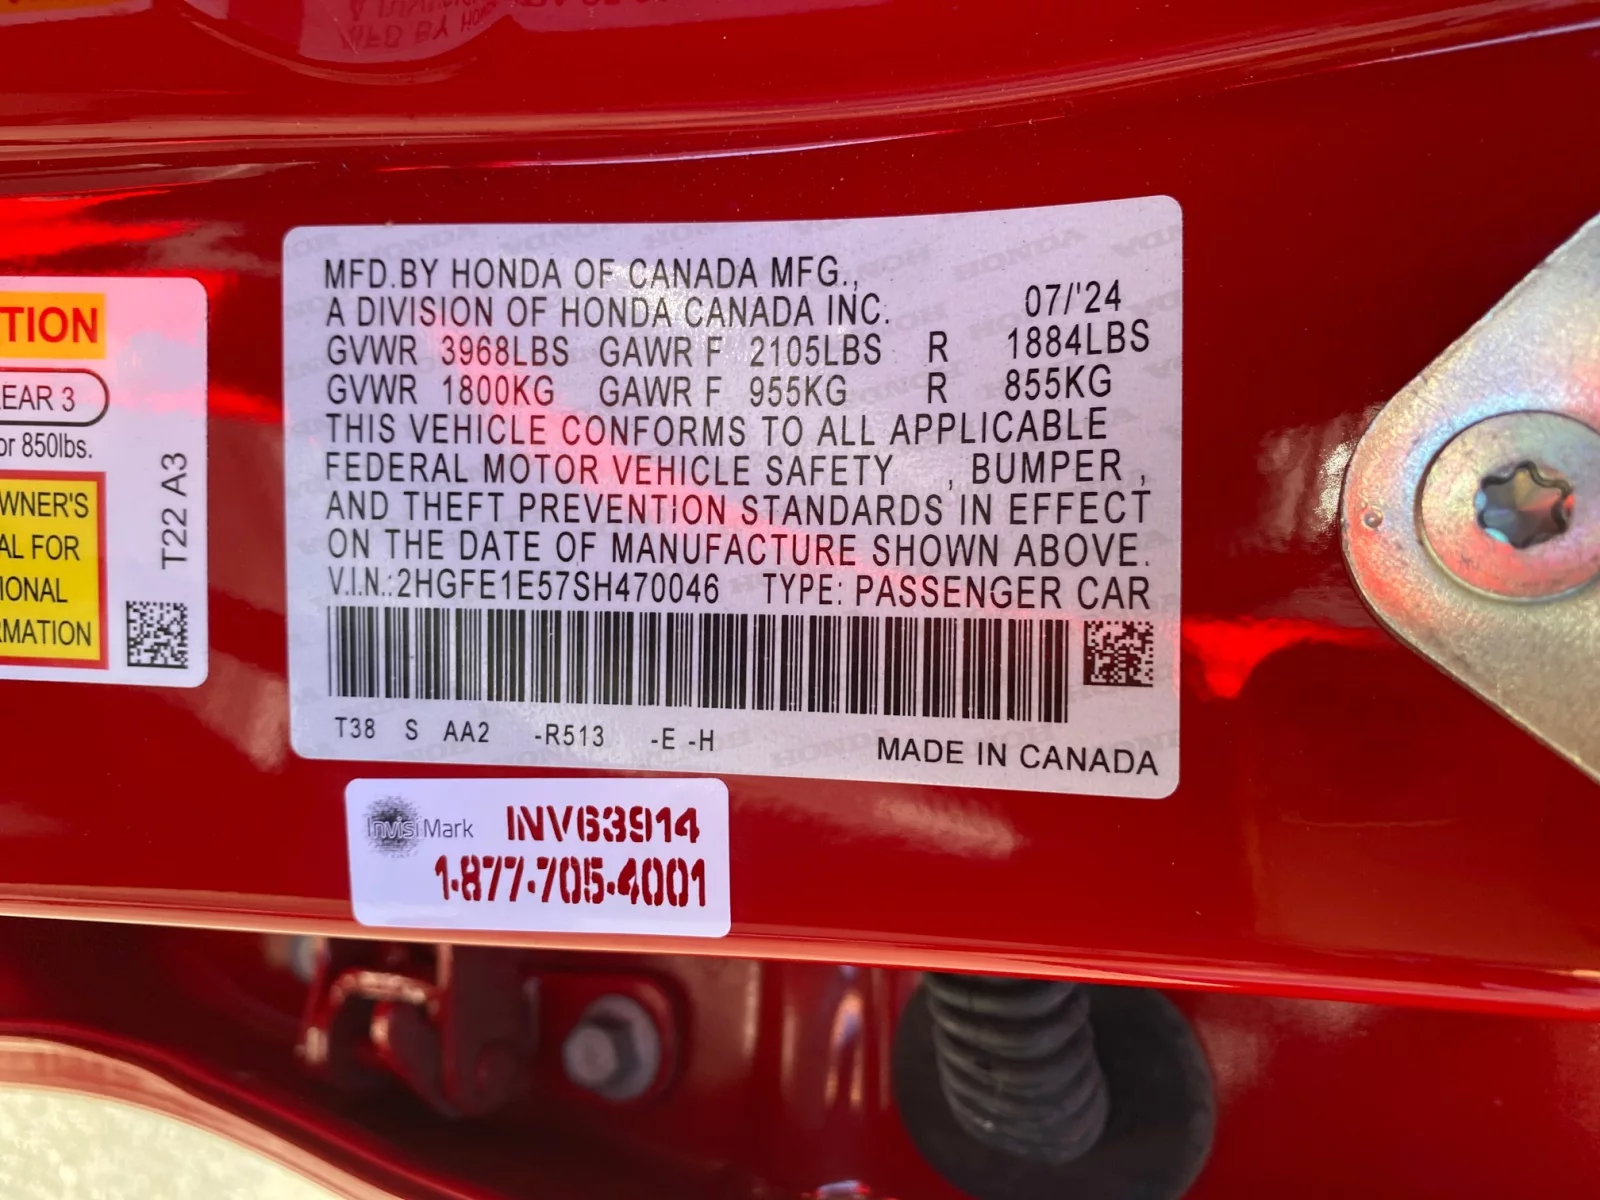 TION
EAR 3
or 850lbs.
WNER'S
AL FOR
IONAL
RMATION
T22 A3
MFD.BY HONDA OF CANADA MFG.,
A DIVISION OF HONDA CANADA INC. 07/'24
GVWR 3968LBS GAWR F 2105LBS R 1884LBS
GVWR 1800KG GAWR F 955KG R 855KG
THIS VEHICLE CONFORMS TO ALL APPLICABLE
FEDERAL MOTOR VEHICLE SAFETY , BUMPER ,
AND THEFT PREVENTION STANDARDS IN EFFECT
ON THE DATE OF MANUFACTURE SHOWN ABOVE.
V.I.N.:2HGFE1E57SH470046 TYPE: PASSENGER CAR
T38 S AA2 -R513 -E -H
MADE IN CANADA
InvisiMark INV63914
1-877-705-4001